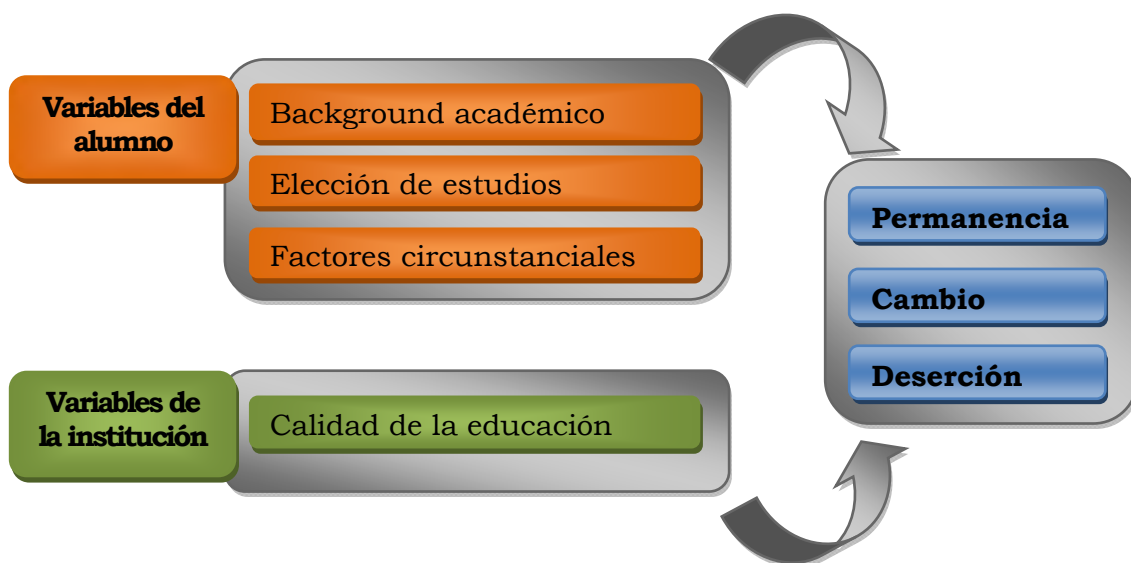 Variables del
alumno
Background académico
Elección de estudios
Factores circunstanciales
Variables de
la institución
Calidad de la educación
Permanencia
Cambio
Deserción